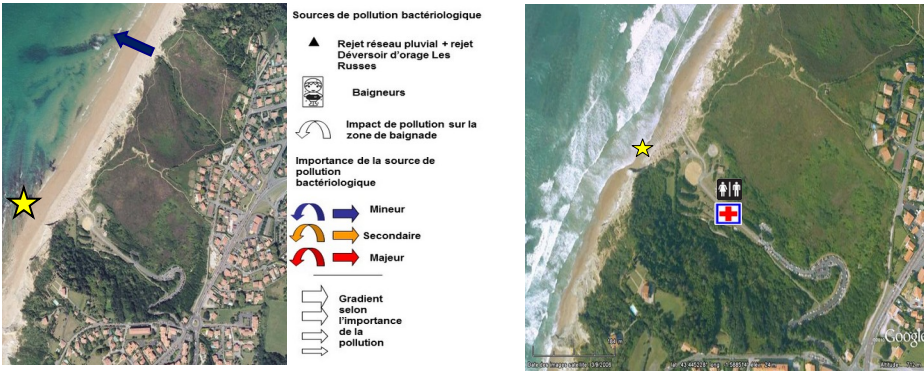 Sources de pollution bactériologique
Rejet réseau pluvial + rejet
Déversoir d'orage Les
Russes
Baigneurs
Impact de pollution sur la
zone de baignade
Importance de la source de
pollution
bactériologique
Mineur
Secondaire
Majeur
Gradient
selon
l'importance
de la
pollution
Google